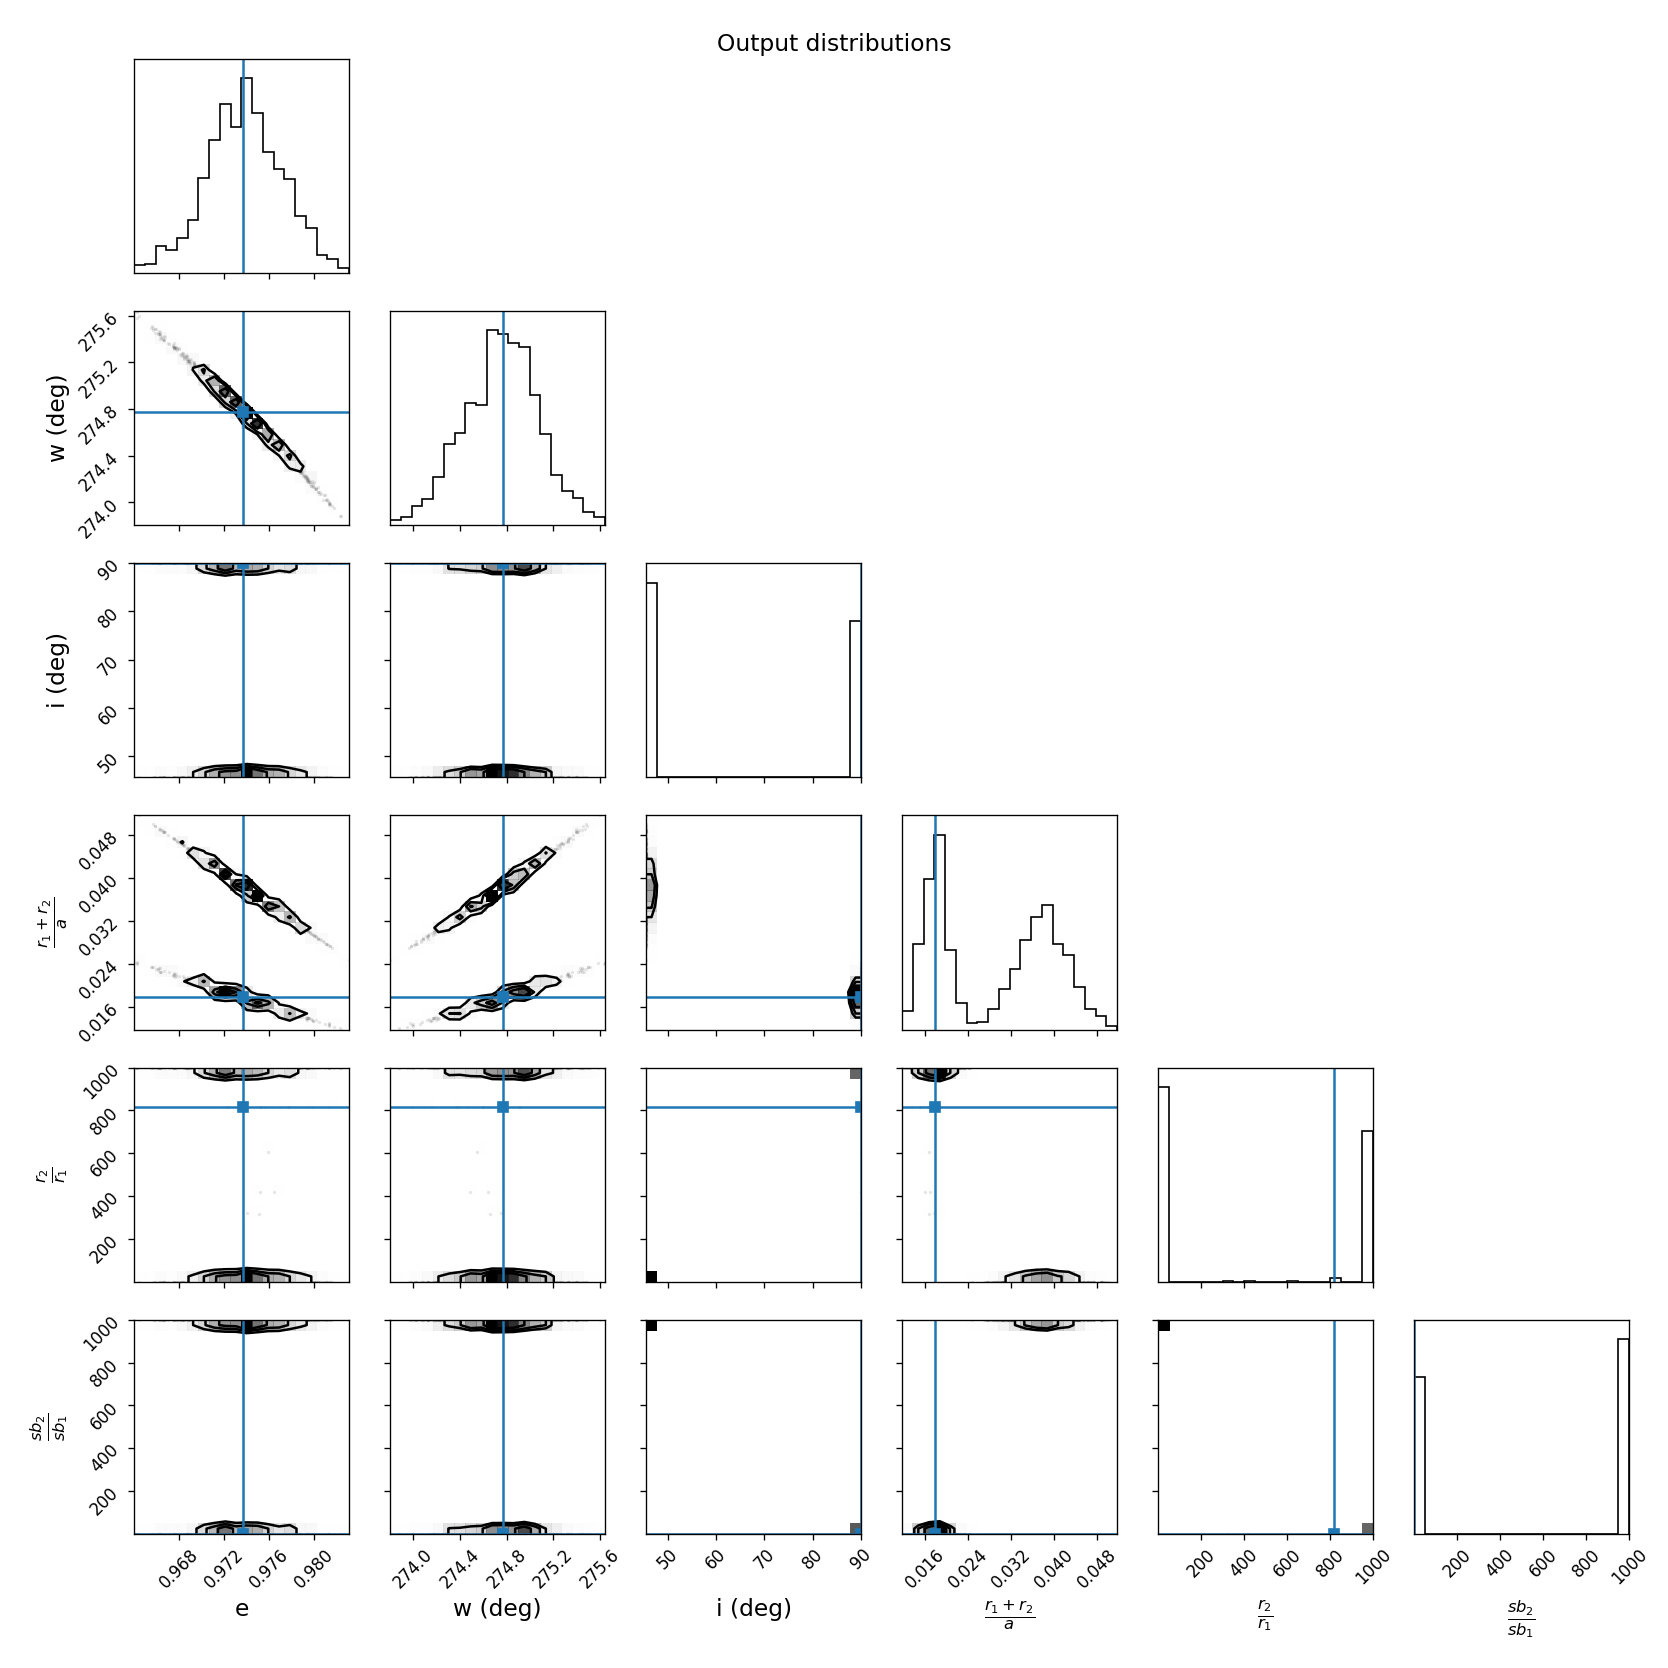 Output distributions
275.6
275.2
274.8
274.4
274.0
w (deg)
90
80
70
60
50
i (deg)
0.048
0.040
0.032
0.024
0.016
r₁ + r₂
a
1000
800
600
400
200
r₂
r₁
1000
800
600
400
200
sb₂
sb₁
0.968 0.972 0.976 0.980
274.0 274.4 274.8 275.2 275.6
50 60 70 80 90
0.016 0.024 0.032 0.040 0.048
200 400 600 800 1000
200 400 600 800 1000
e
w (deg)
i (deg)
r₁ + r₂
a
r₂
r₁
sb₂
sb₁